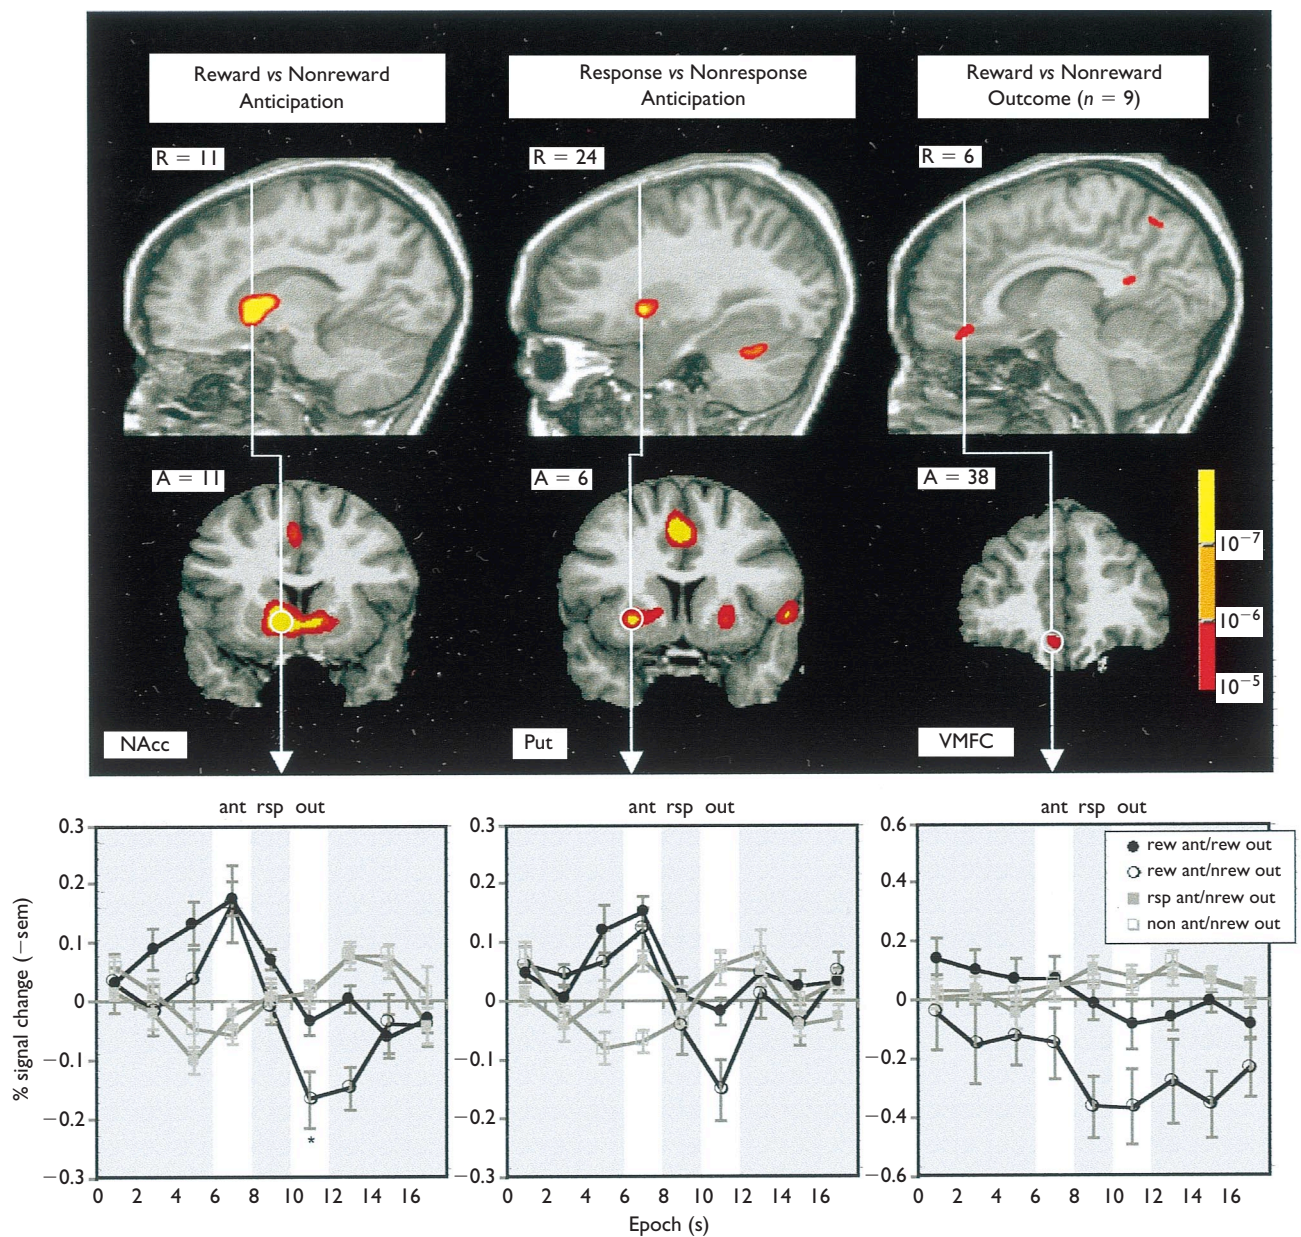 Reward vs Nonreward
Anticipation
Response vs Nonresponse
Anticipation
Reward vs Nonreward
Outcome (n = 9)
R = 11
R = 24
R = 6
A = 11
A = 6
A = 38
10−7
10−6
10−5
NAcc
Put
VMFC
ant rsp out
ant rsp out
ant rsp out
0.3
0.2
0.1
0
−0.1
−0.2
−0.3
0.3
0.2
0.1
0
−0.1
−0.2
−0.3
0.6
0.4
0.2
0
−0.2
−0.4
−0.6
rew ant/rew out
rew ant/nrew out
rsp ant/nrew out
non ant/nrew out
% signal change (−sem)
*
0 2 4 6 8 10 12 14 16
0 2 4 6 8 10 12 14 16
0 2 4 6 8 10 12 14 16
Epoch (s)